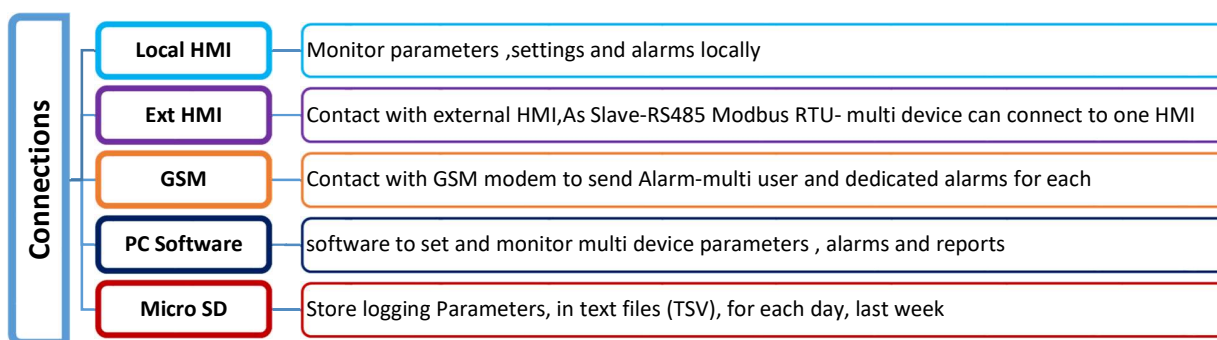 Connections
Local HMI
Monitor parameters ,settings and alarms locally
Ext HMI
Contact with external HMI,As Slave-RS485 Modbus RTU- multi device can connect to one HMI
GSM
Contact with GSM modem to send Alarm-multi user and dedicated alarms for each
PC Software
software to set and monitor multi device parameters , alarms and reports
Micro SD
Store logging Parameters, in text files (TSV), for each day, last week